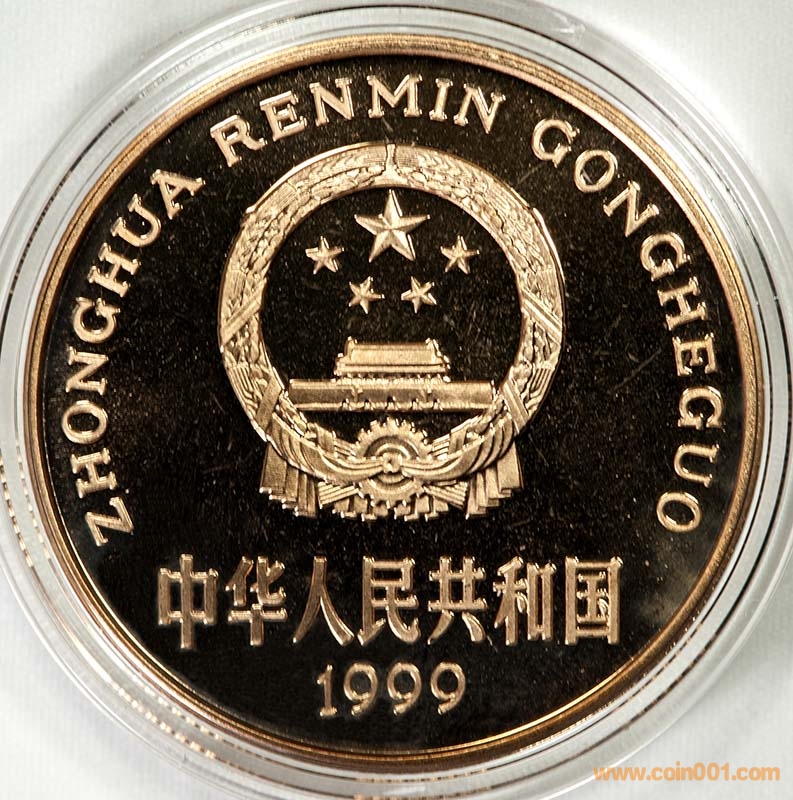 ZHONGHUA RENMIN GONGHEGUO
中华人民共和国
1999
www.coin001.com